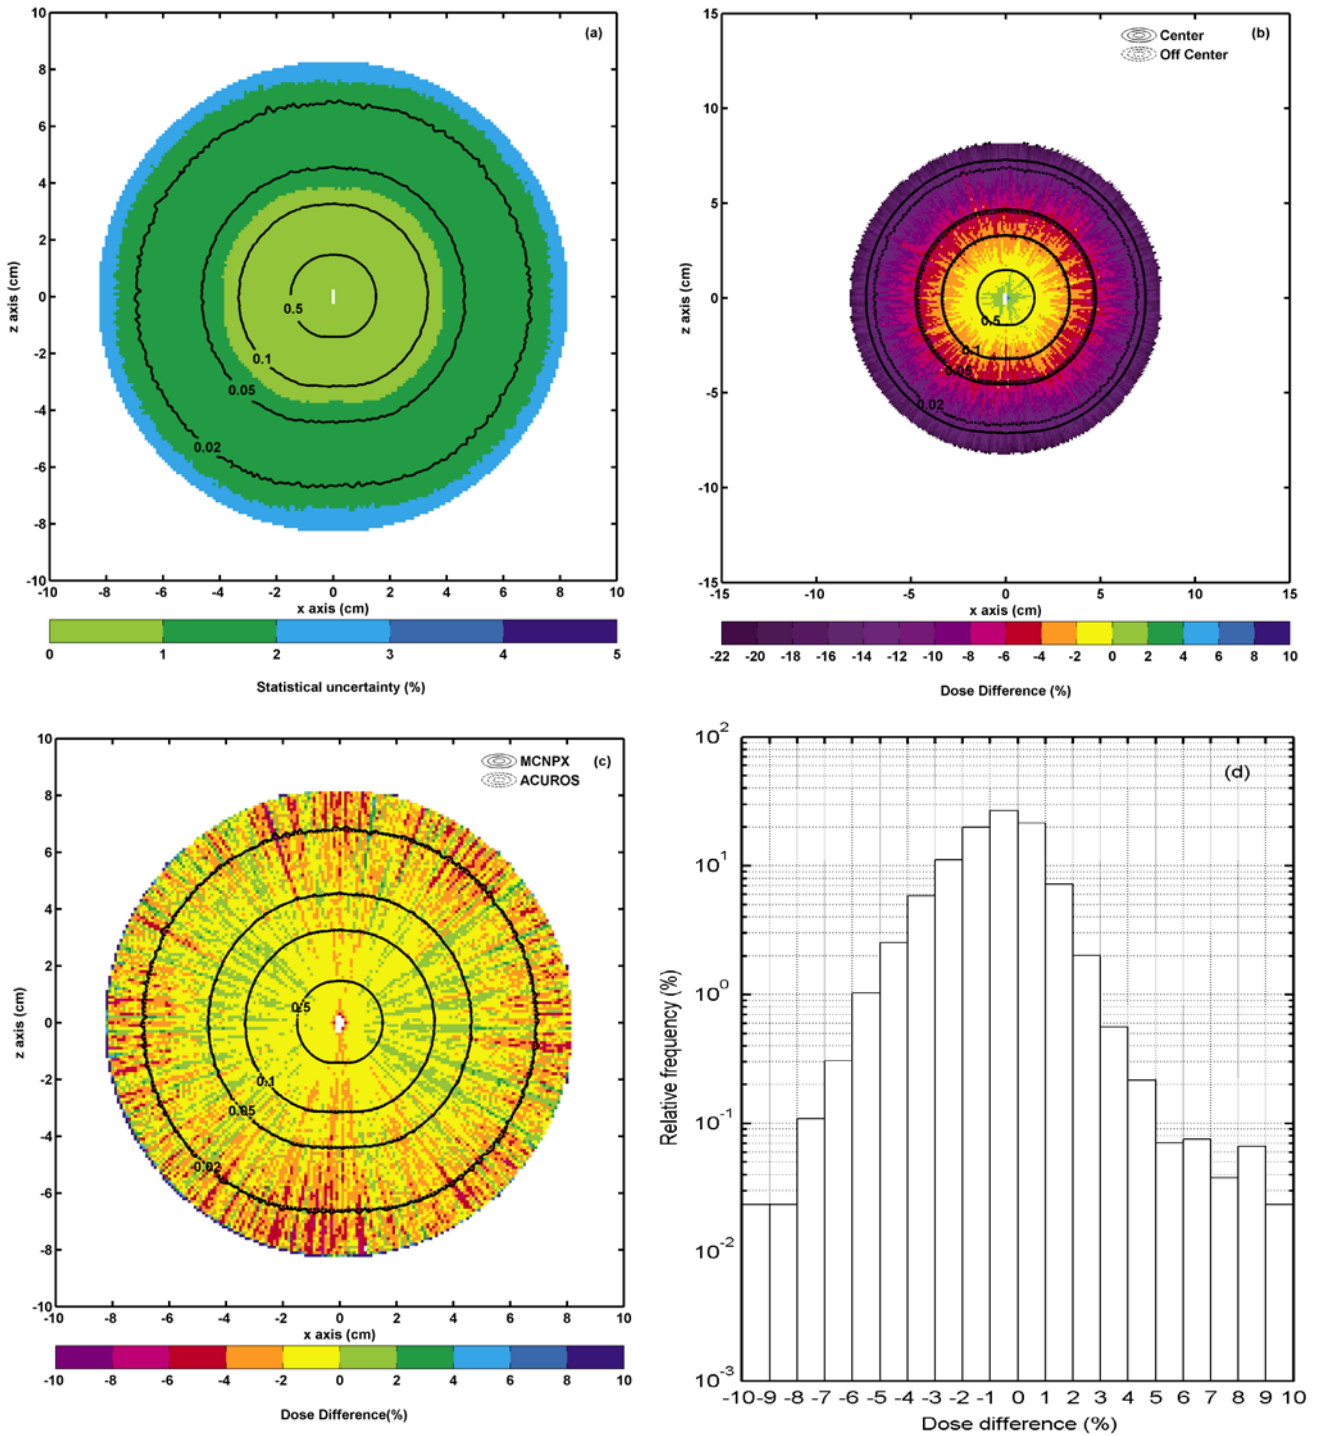 (a)
10
8
6
4
2
0
-2
-4
-6
-8
-10
z axis (cm)
0.5
0.1
0.05
0.02
-10 -8 -6 -4 -2 0 2 4 6 8 10
x axis (cm)
0 1 2 3 4 5
Statistical uncertainty (%)
(b)
Center
Off Center
15
10
5
0
-5
-10
-15
z axis (cm)
0.5
0.1
0.05
0.02
-15 -10 -5 0 5 10 15
x axis (cm)
-22 -20 -18 -16 -14 -12 -10 -8 -6 -4 -2 0 2 4 6 8 10
Dose Difference (%)
MCNPX (c)
ACUROS
10
8
6
4
2
0
-2
-4
-6
-8
-10
z axis (cm)
0.5
0.1
0.05
0.02
-10 -8 -6 -4 -2 0 2 4 6 8 10
x axis (cm)
-10 -8 -6 -4 -2 0 2 4 6 8 10
Dose Difference(%)
(d)
10^2
10^1
10^0
10^-1
10^-2
10^-3
Relative frequency (%)
-10 -9 -8 -7 -6 -5 -4 -3 -2 -1 0 1 2 3 4 5 6 7 8 9 10
Dose difference (%)